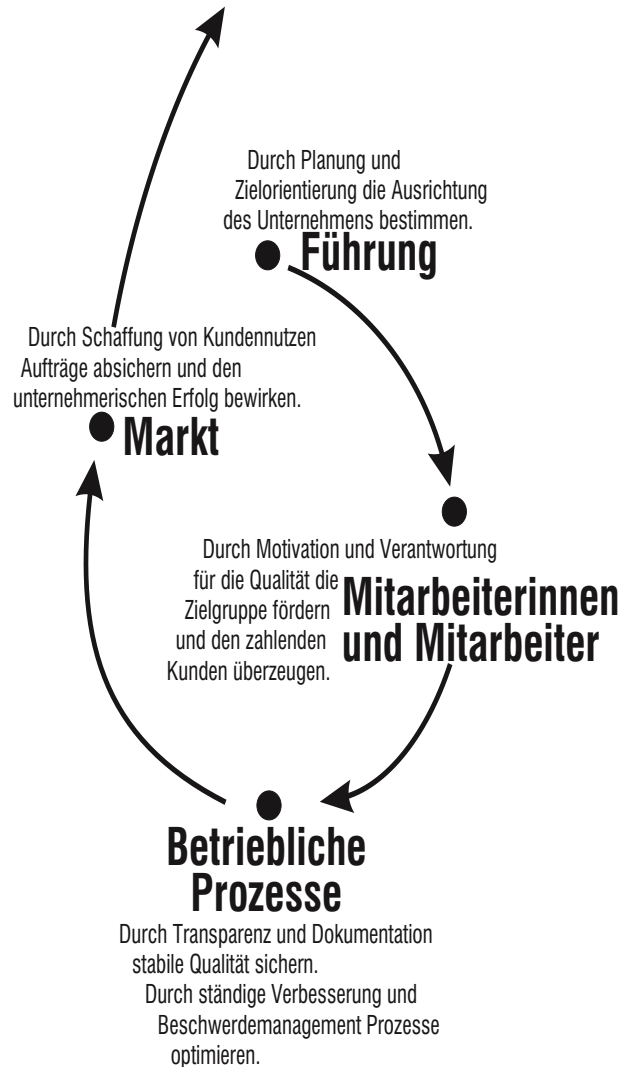 Durch Planung und
Zielorientierung die Ausrichtung
des Unternehmens bestimmen.
Führung
Durch Schaffung von Kundennutzen
Aufträge absichern und den
unternehmerischen Erfolg bewirken.
Markt
Durch Motivation und Verantwortung
für die Qualität die
Zielgruppe fördern
und den zahlenden
Kunden überzeugen.
Mitarbeiterinnen
und Mitarbeiter
Betriebliche
Prozesse
Durch Transparenz und Dokumentation
stabile Qualität sichern.
Durch ständige Verbesserung und
Beschwerdemanagement Prozesse
optimieren.